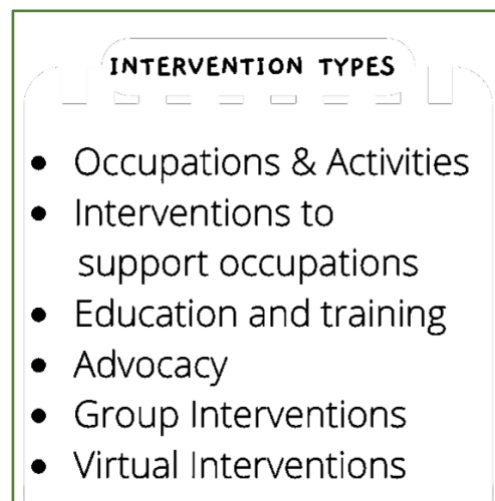 INTERVENTION TYPES
• Occupations & Activities
• Interventions to
support occupations
• Education and training
• Advocacy
• Group Interventions
• Virtual Interventions